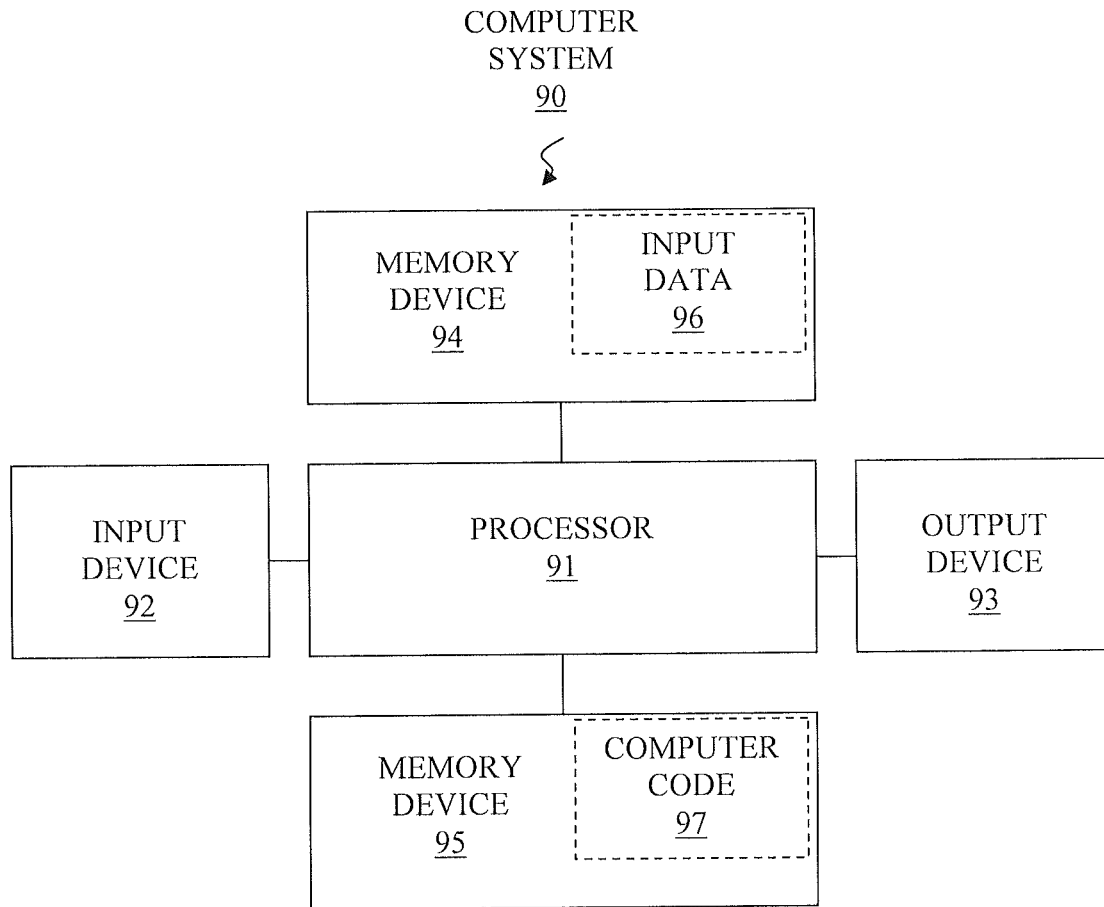 COMPUTER
SYSTEM
90
MEMORY
DEVICE
94
INPUT
DATA
96
INPUT
DEVICE
92
PROCESSOR
91
OUTPUT
DEVICE
93
MEMORY
DEVICE
95
COMPUTER
CODE
97